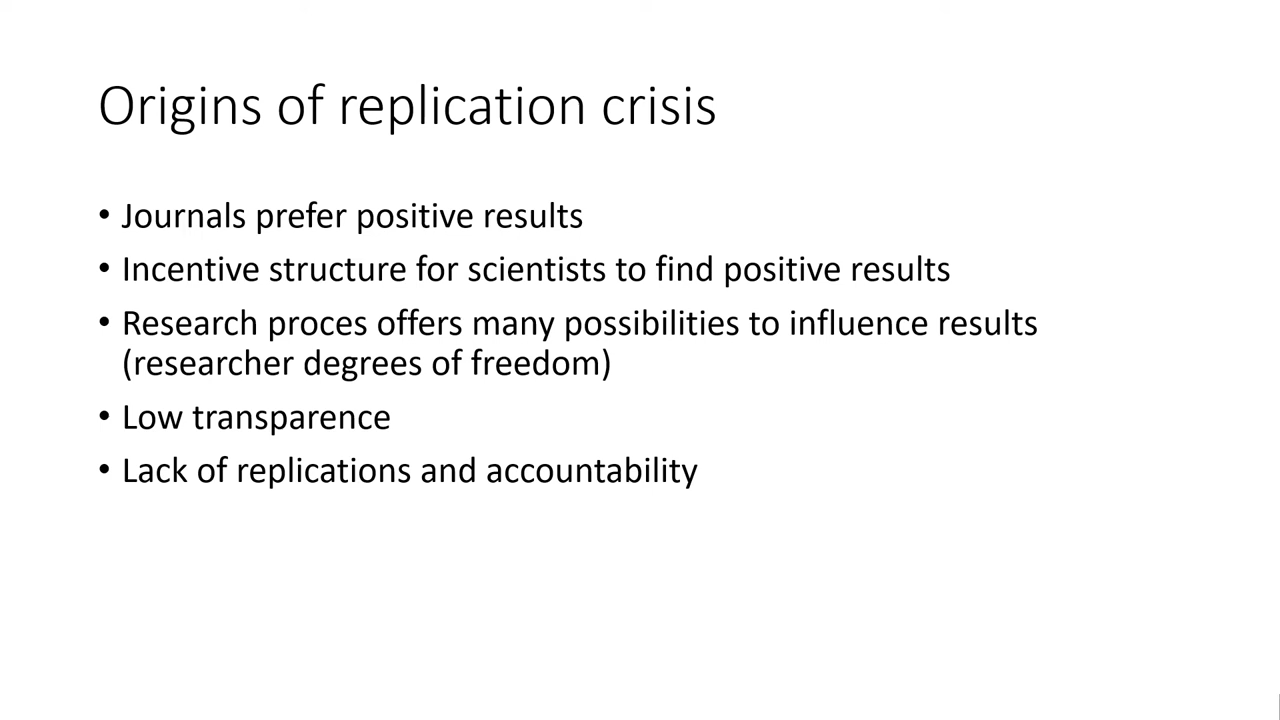 Origins of replication crisis
• Journals prefer positive results
• Incentive structure for scientists to find positive results
• Research proces offers many possibilities to influence results
(researcher degrees of freedom)
• Low transparence
• Lack of replications and accountability